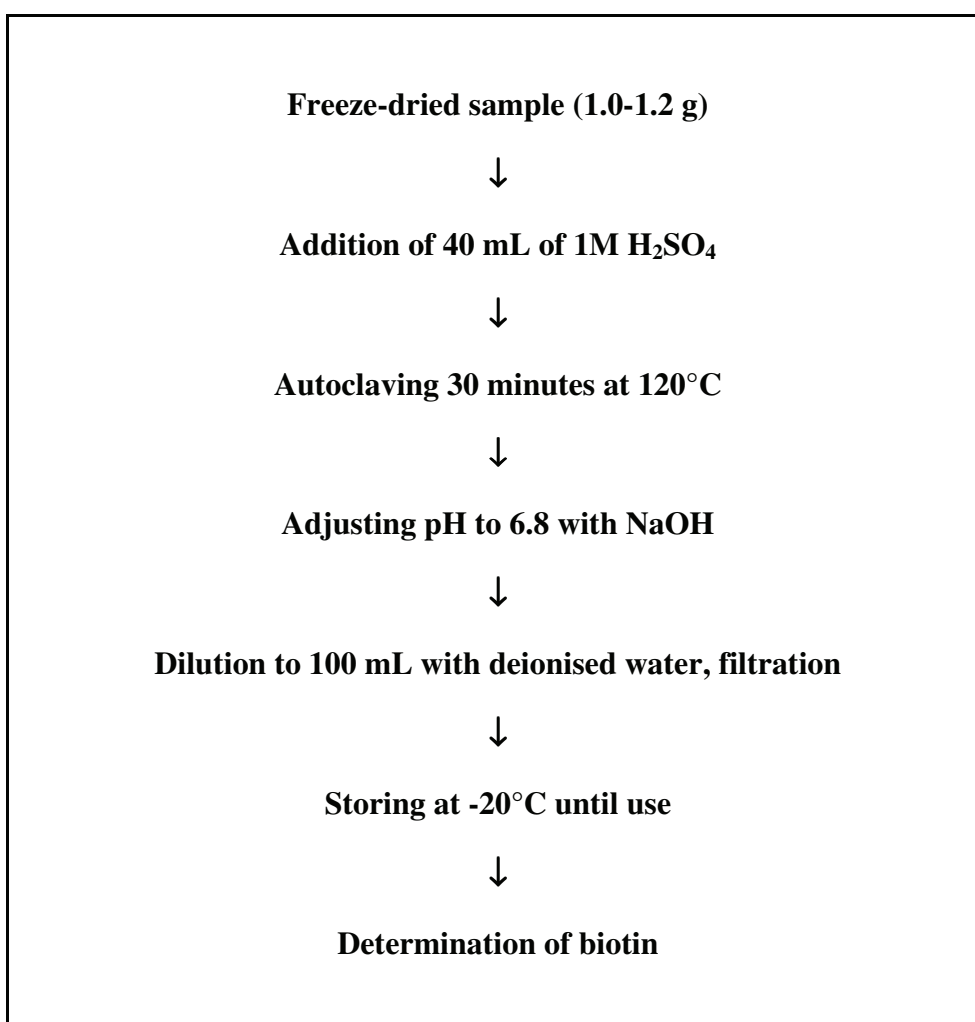 Freeze-dried sample (1.0-1.2 g)
↓
Addition of 40 mL of 1M H₂SO₄
↓
Autoclaving 30 minutes at 120°C
↓
Adjusting pH to 6.8 with NaOH
↓
Dilution to 100 mL with deionised water, filtration
↓
Storing at -20°C until use
↓
Determination of biotin